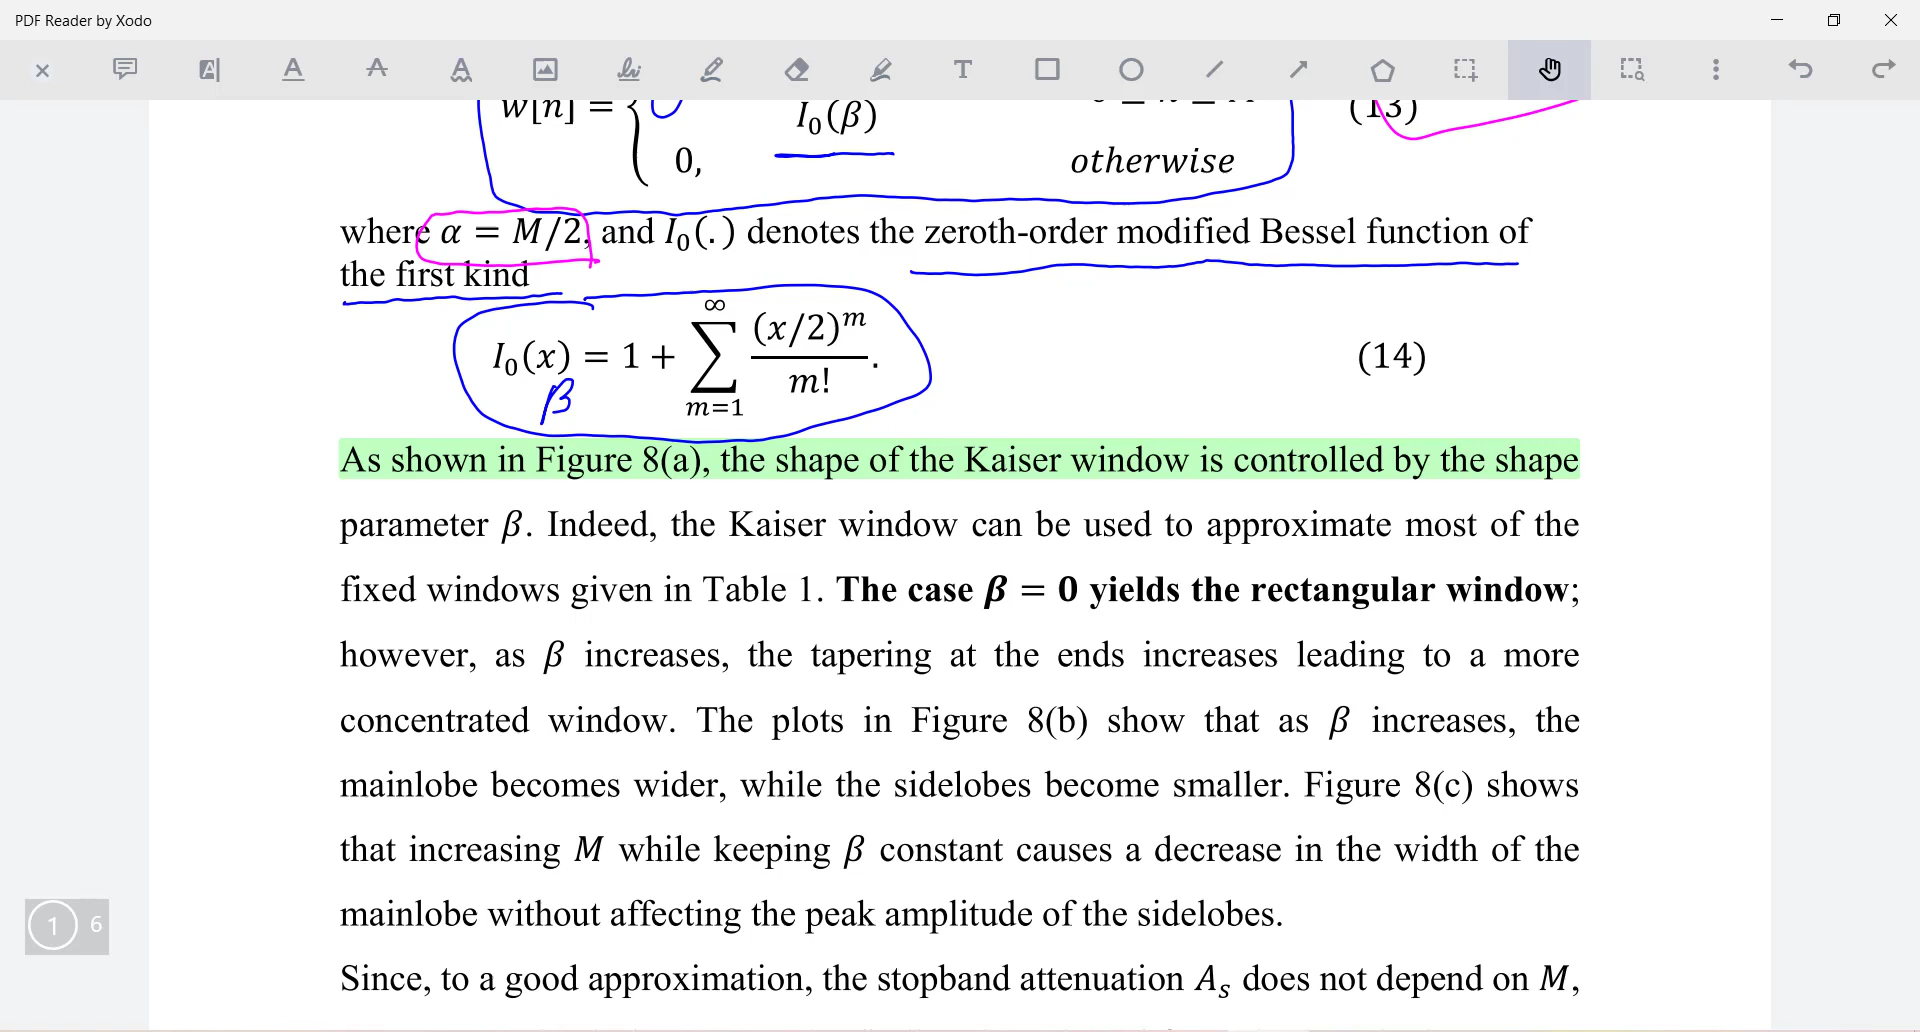 PDF Reader by Xodo
w[n] = {
I₀(β)
(13)
0,
otherwise
where α = M/2, and I₀(.) denotes the zeroth-order modified Bessel function of
the first kind
I₀(x) = 1 + ∑_{m=1}^{∞} (x/2)^m / m!.
(14)
β
As shown in Figure 8(a), the shape of the Kaiser window is controlled by the shape
parameter β. Indeed, the Kaiser window can be used to approximate most of the
fixed windows given in Table 1. The case β = 0 yields the rectangular window;
however, as β increases, the tapering at the ends increases leading to a more
concentrated window. The plots in Figure 8(b) show that as β increases, the
mainlobe becomes wider, while the sidelobes become smaller. Figure 8(c) shows
that increasing M while keeping β constant causes a decrease in the width of the
mainlobe without affecting the peak amplitude of the sidelobes.
Since, to a good approximation, the stopband attenuation Aₛ does not depend on M,
1 6